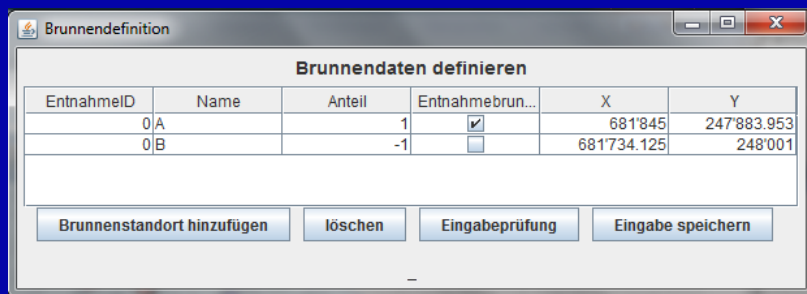 Brunnendefinition
Brunnendaten definieren
EntnahmeID Name Anteil Entnahmebrun... X Y
0 A 1 681'845 247'883.953
0 B -1 681'734.125 248'001
Brunnenstandort hinzufügen löschen Eingabeprüfung Eingabe speichern
_